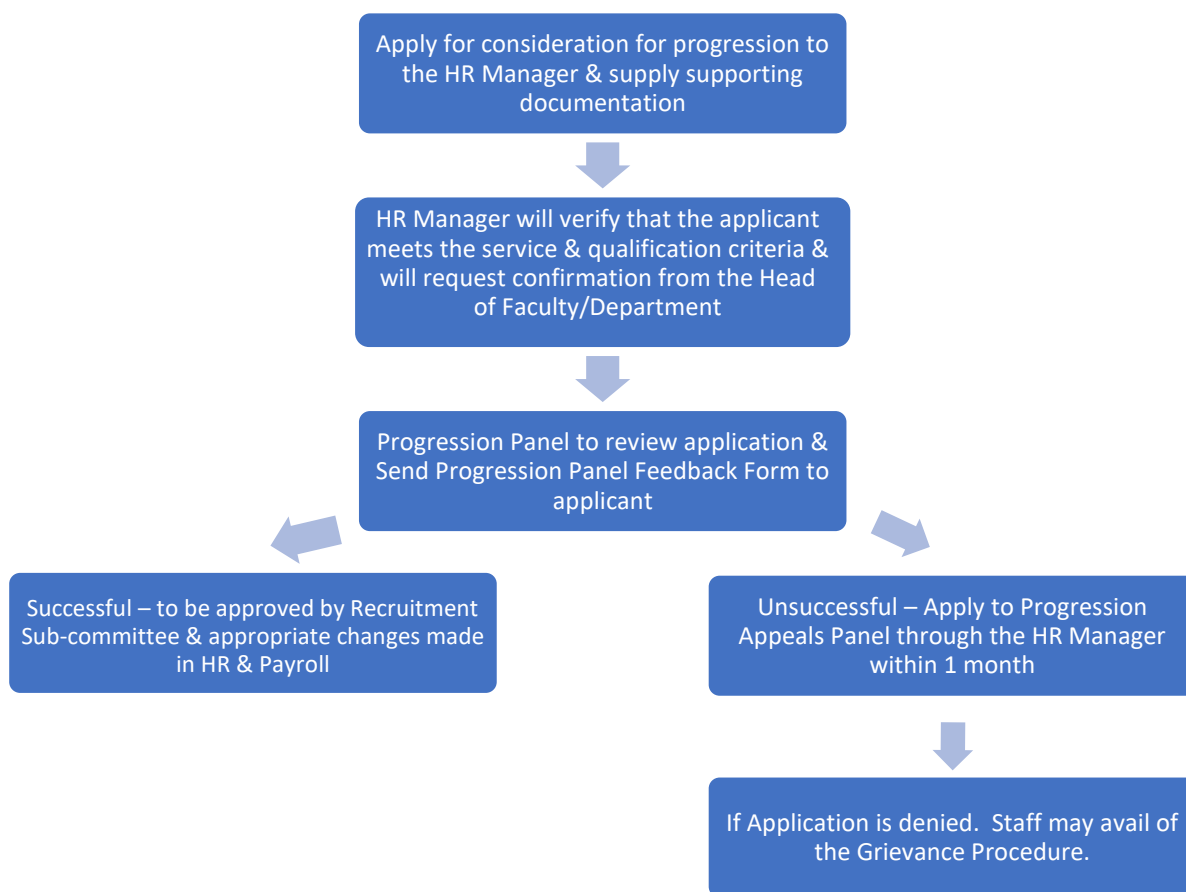 Apply for consideration for progression to
the HR Manager & supply supporting
documentation
HR Manager will verify that the applicant
meets the service & qualification criteria &
will request confirmation from the Head
of Faculty/Department
Progression Panel to review application &
Send Progression Panel Feedback Form to
applicant
Successful – to be approved by Recruitment
Sub-committee & appropriate changes made
in HR & Payroll
Unsuccessful – Apply to Progression
Appeals Panel through the HR Manager
within 1 month
If Application is denied.  Staff may avail of
the Grievance Procedure.